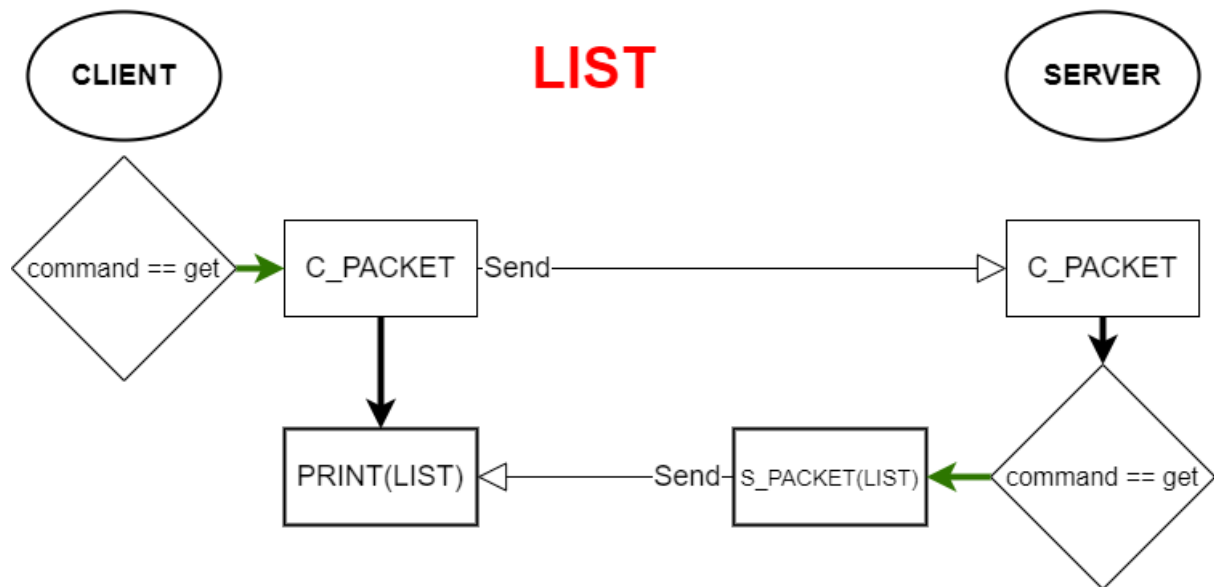 CLIENT
LIST
SERVER
command == get
C_PACKET
Send
C_PACKET
PRINT(LIST)
Send
S_PACKET(LIST)
command == get